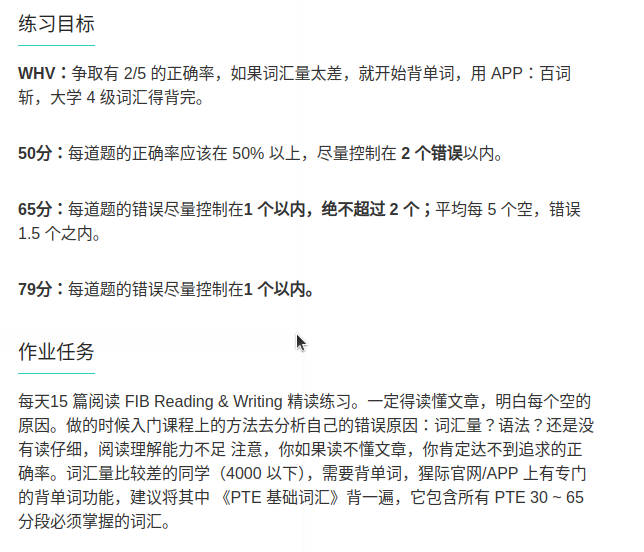 练习目标
WHV：争取有 2/5 的正确率，如果词汇量太差，就开始背单词，用 APP：百词
斩，大学 4 级词汇得背完。
50分：每道题的正确率应该在 50% 以上，尽量控制在 2 个错误以内。
65分：每道题的错误尽量控制在1 个以内，绝不超过 2 个；平均每 5 个空，错误
1.5 个之内。
79分：每道题的错误尽量控制在1 个以内。
作业任务
每天15 篇阅读 FIB Reading & Writing 精读练习。一定得读懂文章，明白每个空的
原因。做的时候入门课程上的方法去分析自己的错误原因：词汇量？语法？还是没
有读仔细，阅读理解能力不足 注意，你如果读不懂文章，你肯定达不到追求的正
确率。词汇量比较差的同学（4000 以下），需要背单词，猩际官网/APP 上有专门
的背单词功能，建议将其中 《PTE 基础词汇》背一遍，它包含所有 PTE 30 ~ 65
分段必须掌握的词汇。